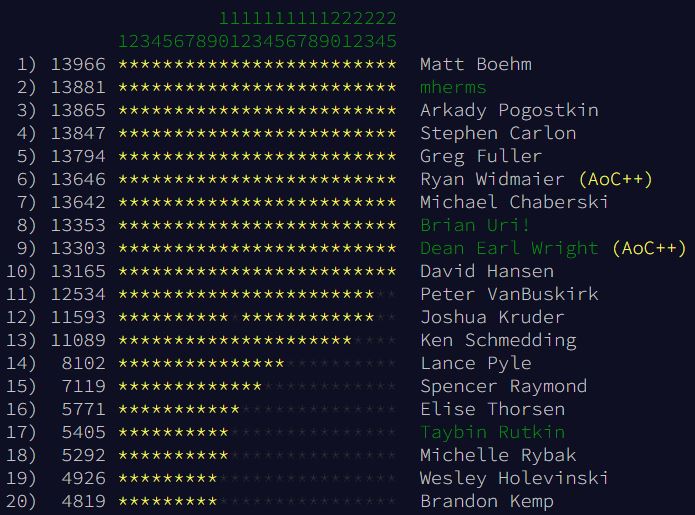 1111111111222222
1234567890123456789012345
1) 13966 ************************* Matt Boehm
2) 13881 ************************* mherms
3) 13865 ************************* Arkady Pogostkin
4) 13847 ************************* Stephen Carlon
5) 13794 ************************* Greg Fuller
6) 13646 ************************* Ryan Widmaier (AoC++)
7) 13642 ************************* Michael Chaberski
8) 13353 ************************* Brian Uri!
9) 13303 ************************* Dean Earl Wright (AoC++)
10) 13165 ************************* David Hansen
11) 12534 ************************* Peter VanBuskirk
12) 11593 ************************* Joshua Kruder
13) 11089 ************************* Ken Schmedding
14) 8102 ************************* Lance Pyle
15) 7119 ************************* Spencer Raymond
16) 5771 ************************* Elise Thorsen
17) 5405 ************************* Taybin Rutkin
18) 5292 ************************* Michelle Rybak
19) 4926 ************************* Wesley Holevinski
20) 4819 ************************* Brandon Kemp